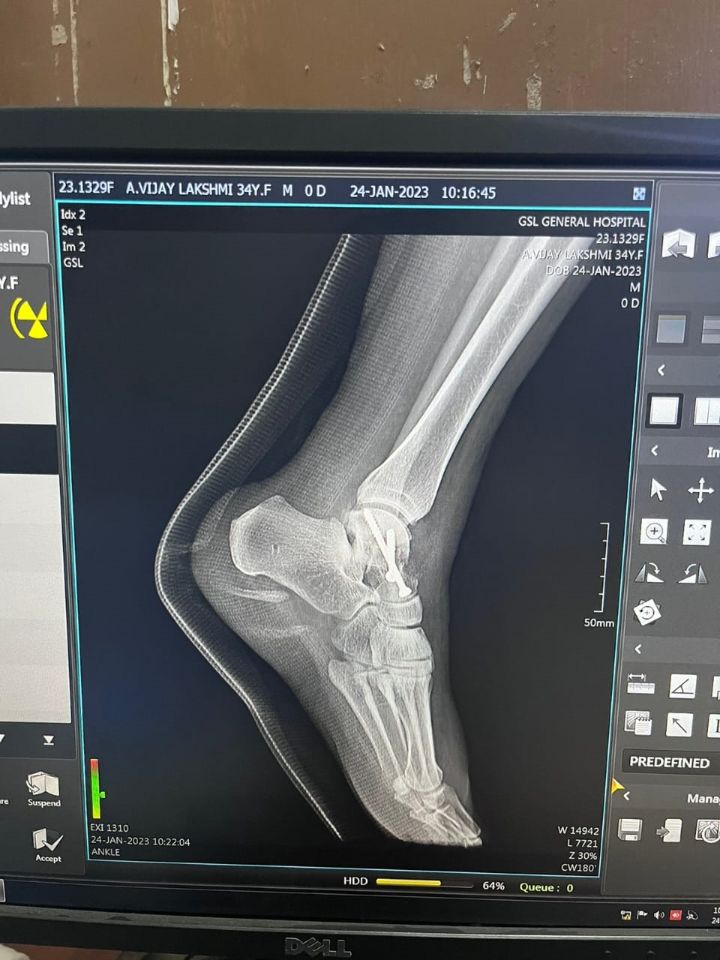 ylist
ssing
Y.F
23.1329F A.VIJAY LAKSHMI 34Y.F M 0 D 24-JAN-2023 10:16:45
Idx 2
Se 1
Im 2
GSL
GSL GENERAL HOSPITAL
23.1329F
A.VIJAY LAKSHMI 34Y.F
DOB 24-JAN-2023
M
0 D
50mm
EXI 1310
24-JAN-2023 10:22:04
ANKLE
W 14942
L 7721
Z 30%
CW180°
HDD 64% Queue : 0
Suspend
Accept
Im
PREDEFINED
Mana
DELL